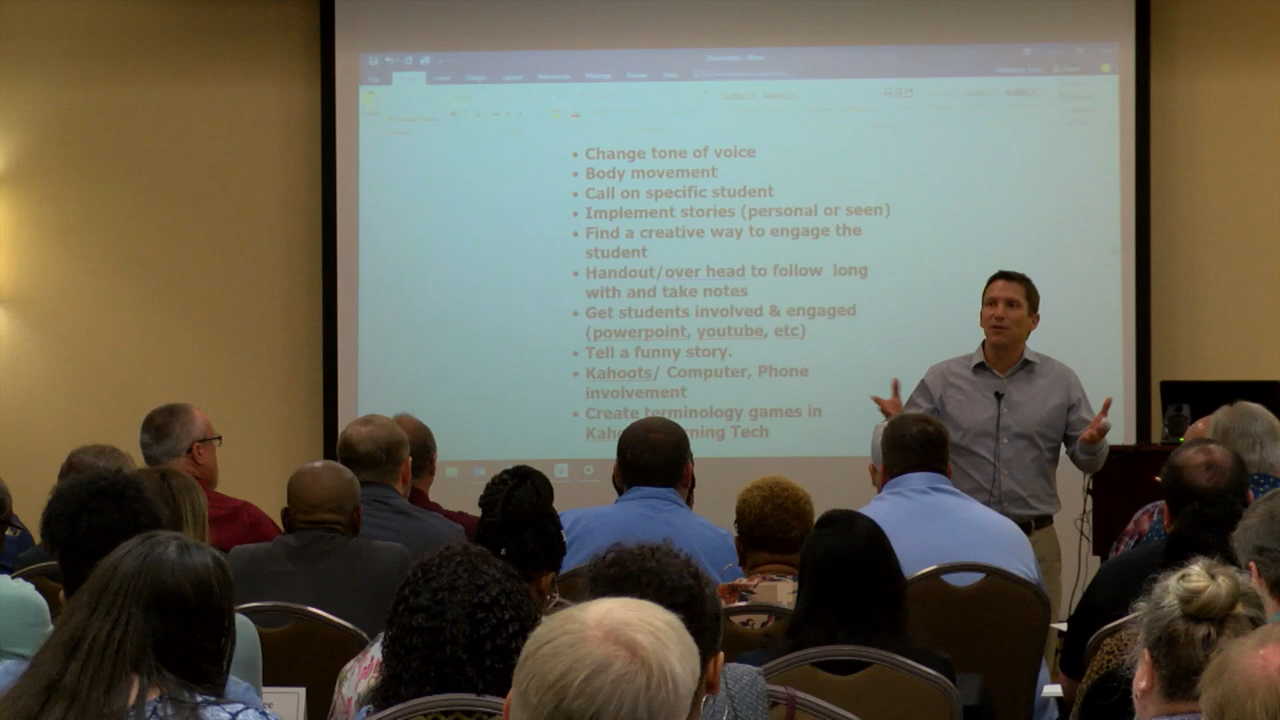 • Change tone of voice
• Body movement
• Call on specific student
• Implement stories (personal or seen)
• Find a creative way to engage the
student
• Handout/over head to follow  long
with and take notes
• Get students involved & engaged
(powerpoint, youtube, etc)
• Tell a funny story.
• Kahoots/ Computer, Phone
involvement
• Create terminology games in
Tech